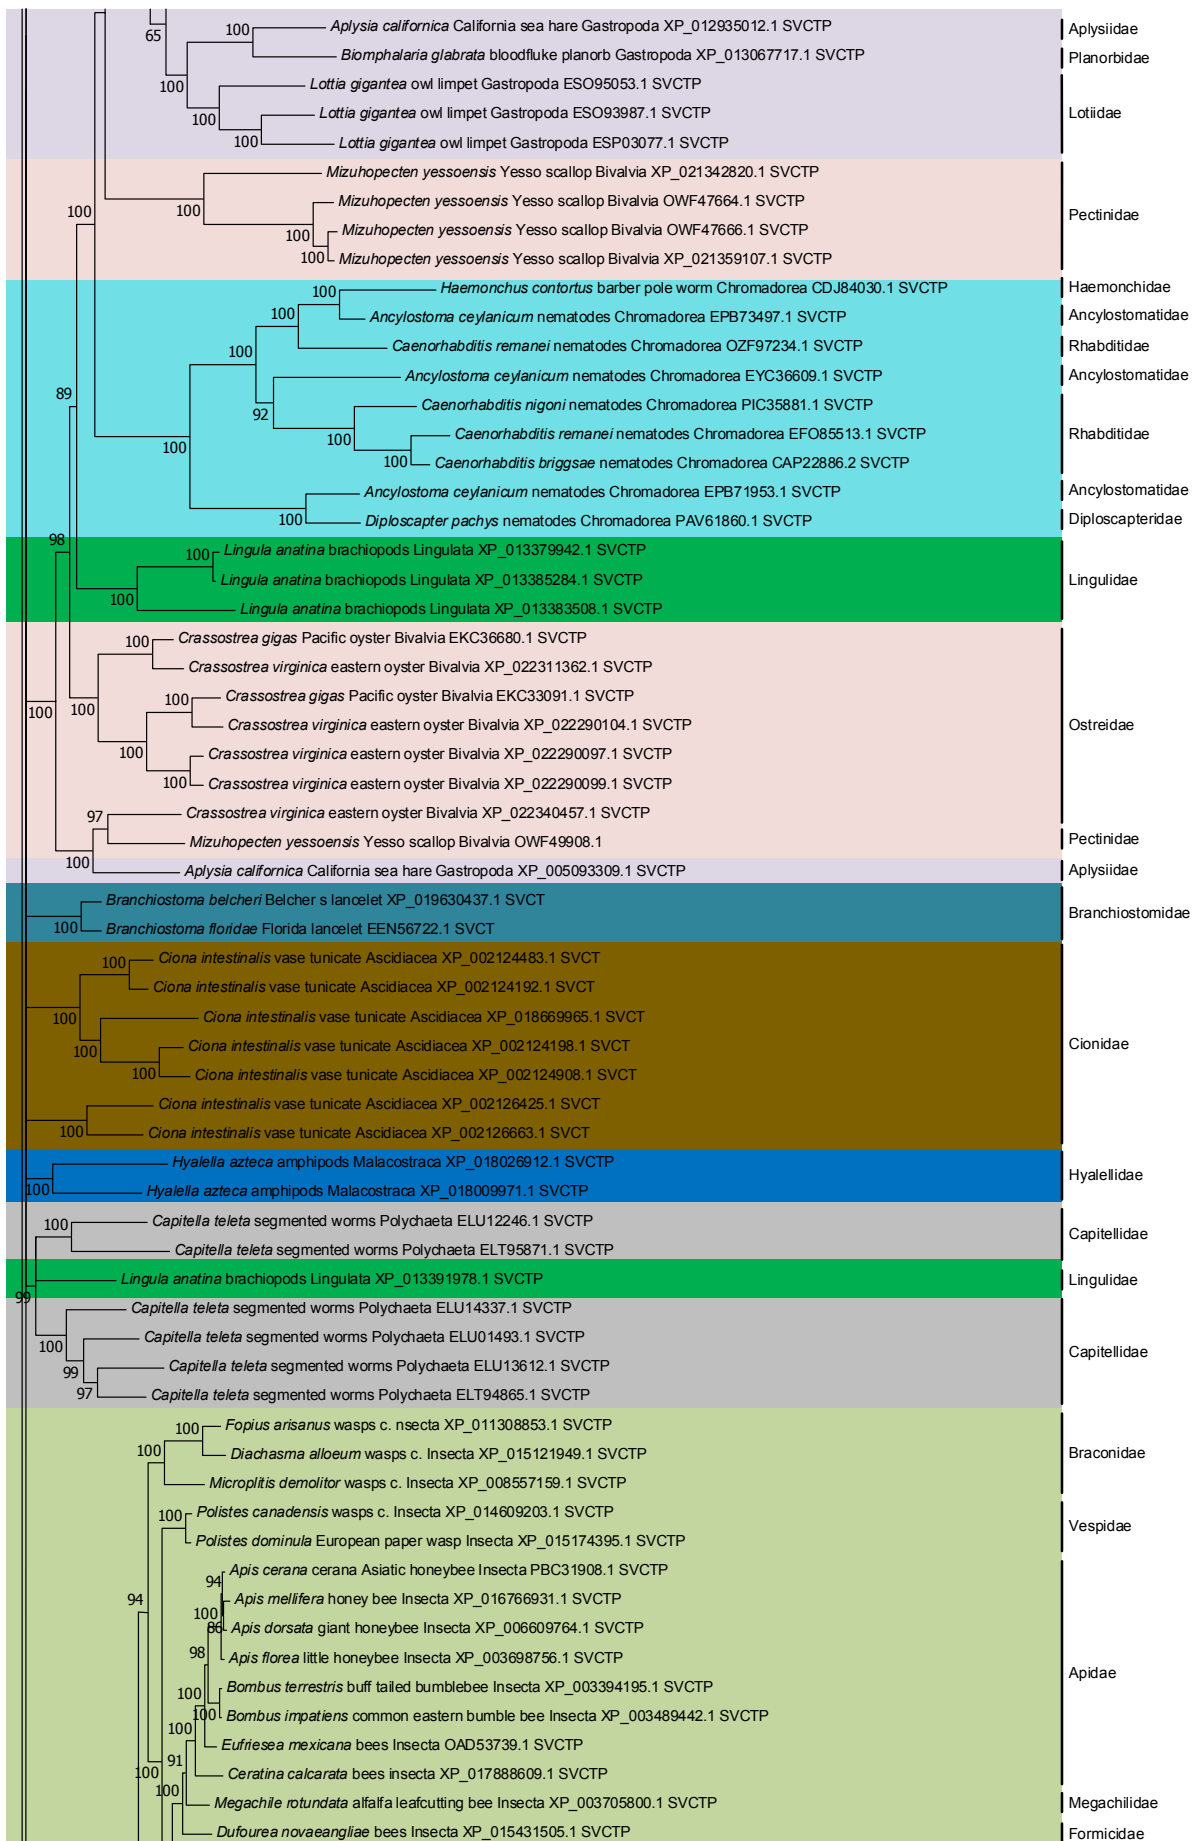 65
100
Aplysia californica California sea hare Gastropoda XP_012935012.1 SVCTP
Aplysiidae
Biomphalaria glabrata bloodfluke planorb Gastropoda XP_013067717.1 SVCTP
Planorbidae
100
Lottia gigantea owl limpet Gastropoda ESO95053.1 SVCTP
100
Lottia gigantea owl limpet Gastropoda ESO93987.1 SVCTP
Lotiidae
100
Lottia gigantea owl limpet Gastropoda ESP03077.1 SVCTP
Mizuhopecten yessoensis Yesso scallop Bivalvia XP_021342820.1 SVCTP
100
100
Mizuhopecten yessoensis Yesso scallop Bivalvia OWF47664.1 SVCTP
Pectinidae
100
Mizuhopecten yessoensis Yesso scallop Bivalvia OWF47666.1 SVCTP
100
Mizuhopecten yessoensis Yesso scallop Bivalvia XP_021359107.1 SVCTP
100
Haemonchus contortus barber pole worm Chromadorea CDJ84030.1 SVCTP
Haemonchidae
100
Ancylostoma ceylanicum nematodes Chromadorea EPB73497.1 SVCTP
Ancylostomatidae
100
Caenorhabditis remanei nematodes Chromadorea OZF97234.1 SVCTP
Rhabditidae
Ancylostoma ceylanicum nematodes Chromadorea EYC36609.1 SVCTP
Ancylostomatidae
89
92
Caenorhabditis nigoni nematodes Chromadorea PIC35881.1 SVCTP
100
100
Caenorhabditis remanei nematodes Chromadorea EFO85513.1 SVCTP
Rhabditidae
100
Caenorhabditis briggsae nematodes Chromadorea CAP22886.2 SVCTP
Ancylostoma ceylanicum nematodes Chromadorea EPB71953.1 SVCTP
Ancylostomatidae
100
Diploscapter pachys nematodes Chromadorea PAV61860.1 SVCTP
Diploscapteridae
98
100
Lingula anatina brachiopods Lingulata XP_013379942.1 SVCTP
Lingula anatina brachiopods Lingulata XP_013385284.1 SVCTP
Lingulidae
100
Lingula anatina brachiopods Lingulata XP_013383508.1 SVCTP
100
Crassostrea gigas Pacific oyster Bivalvia EKC36680.1 SVCTP
Crassostrea virginica eastern oyster Bivalvia XP_022311362.1 SVCTP
100
100
100
Crassostrea gigas Pacific oyster Bivalvia EKC33091.1 SVCTP
Crassostrea virginica eastern oyster Bivalvia XP_022290104.1 SVCTP
Ostreidae
100
Crassostrea virginica eastern oyster Bivalvia XP_022290097.1 SVCTP
100
Crassostrea virginica eastern oyster Bivalvia XP_022290099.1 SVCTP
97
Crassostrea virginica eastern oyster Bivalvia XP_022340457.1 SVCTP
Mizuhopecten yessoensis Yesso scallop Bivalvia OWF49908.1
Pectinidae
100
Aplysia californica California sea hare Gastropoda XP_005093309.1 SVCTP
Aplysiidae
Branchiostoma belcheri Belcher s lancelet XP_019630437.1 SVCT
Branchiostomidae
100
Branchiostoma floridae Florida lancelet EEN56722.1 SVCT
100
Ciona intestinalis vase tunicate Ascidiacea XP_002124483.1 SVCT
Ciona intestinalis vase tunicate Ascidiacea XP_002124192.1 SVCT
100
Ciona intestinalis vase tunicate Ascidiacea XP_018669965.1 SVCT
100
Ciona intestinalis vase tunicate Ascidiacea XP_002124198.1 SVCT
Cionidae
100
Ciona intestinalis vase tunicate Ascidiacea XP_002124908.1 SVCT
Ciona intestinalis vase tunicate Ascidiacea XP_002126425.1 SVCT
100
Ciona intestinalis vase tunicate Ascidiacea XP_002126663.1 SVCT
Hyalella azteca amphipods Malacostraca XP_018026912.1 SVCTP
Hyalellidae
100
Hyalella azteca amphipods Malacostraca XP_018009971.1 SVCTP
100
Capitella teleta segmented worms Polychaeta ELU12246.1 SVCTP
Capitellidae
Capitella teleta segmented worms Polychaeta ELT95871.1 SVCTP
Lingula anatina brachiopods Lingulata XP_013391978.1 SVCTP
Lingulidae
99
Capitella teleta segmented worms Polychaeta ELU14337.1 SVCTP
100
Capitella teleta segmented worms Polychaeta ELU01493.1 SVCTP
Capitellidae
99
Capitella teleta segmented worms Polychaeta ELU13612.1 SVCTP
97
Capitella teleta segmented worms Polychaeta ELT94865.1 SVCTP
100
Fopius arisanus wasps c. nsecta XP_011308853.1 SVCTP
100
Diachasma alloeum wasps c. Insecta XP_015121949.1 SVCTP
Braconidae
Microplitis demolitor wasps c. Insecta XP_008557159.1 SVCTP
100
Polistes canadensis wasps c. Insecta XP_014609203.1 SVCTP
Vespidae
Polistes dominula European paper wasp Insecta XP_015174395.1 SVCTP
94
Apis cerana cerana Asiatic honeybee Insecta PBC31908.1 SVCTP
94
Apis mellifera honey bee Insecta XP_016766931.1 SVCTP
100
86
Apis dorsata giant honeybee Insecta XP_006609764.1 SVCTP
98
Apis florea little honeybee Insecta XP_003698756.1 SVCTP
Apidae
100
Bombus terrestris buff tailed bumblebee Insecta XP_003394195.1 SVCTP
100
Bombus impatiens common eastern bumble bee Insecta XP_003489442.1 SVCTP
100
Eufriesea mexicana bees Insecta OAD53739.1 SVCTP
91
100
Ceratina calcarata bees insecta XP_017888609.1 SVCTP
100
Megachile rotundata alfalfa leafcutting bee Insecta XP_003705800.1 SVCTP
Megachilidae
Dufourea novaeangliae bees Insecta XP_015431505.1 SVCTP
Formicidae